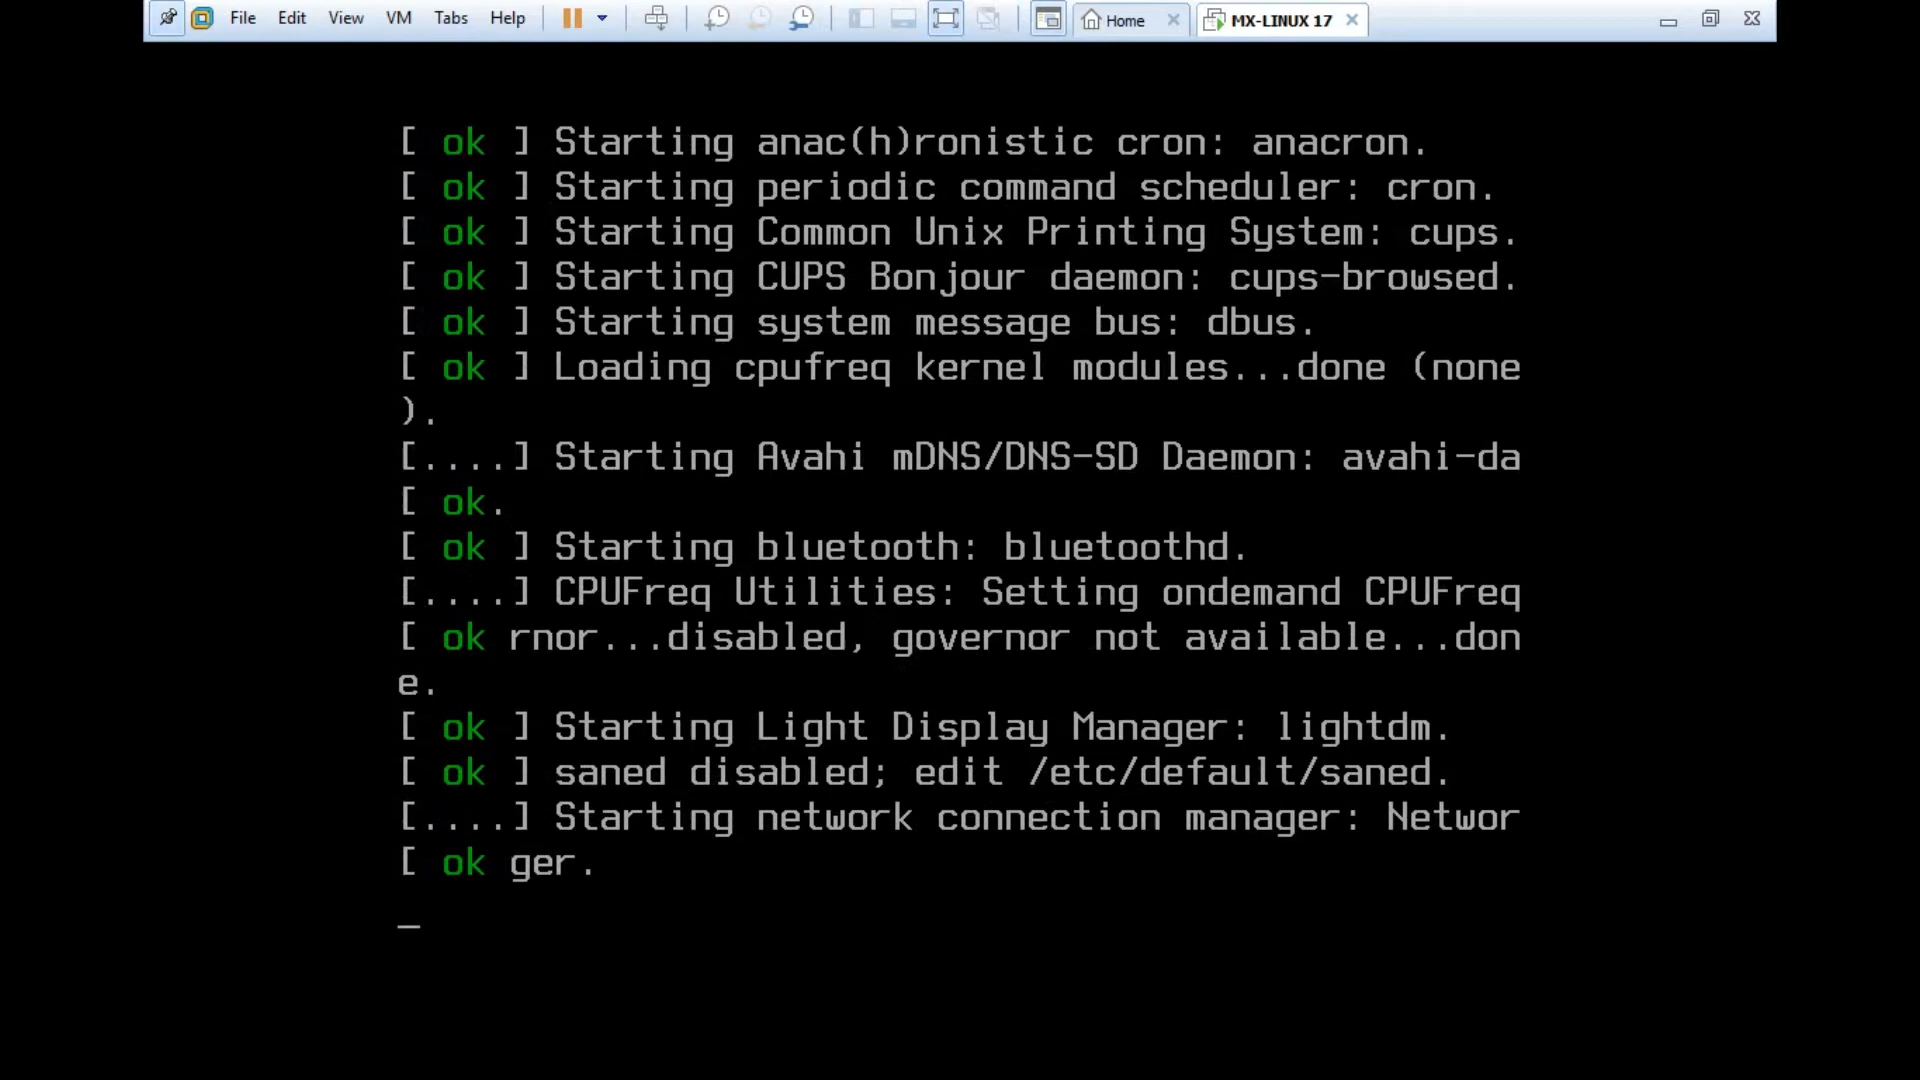 File Edit View VM Tabs Help Home MX-LINUX 17
[ ok ] Starting anac(h)ronistic cron: anacron.
[ ok ] Starting periodic command scheduler: cron.
[ ok ] Starting Common Unix Printing System: cups.
[ ok ] Starting CUPS Bonjour daemon: cups-browsed.
[ ok ] Starting system message bus: dbus.
[ ok ] Loading cpufreq kernel modules...done (none
).
[....] Starting Avahi mDNS/DNS-SD Daemon: avahi-da
[ ok.
[ ok ] Starting bluetooth: bluetoothd.
[....] CPUFreq Utilities: Setting ondemand CPUFreq
[ ok rnor...disabled, governor not available...don
e.
[ ok ] Starting Light Display Manager: lightdm.
[ ok ] saned disabled; edit /etc/default/saned.
[....] Starting network connection manager: Networ
[ ok ger.
_